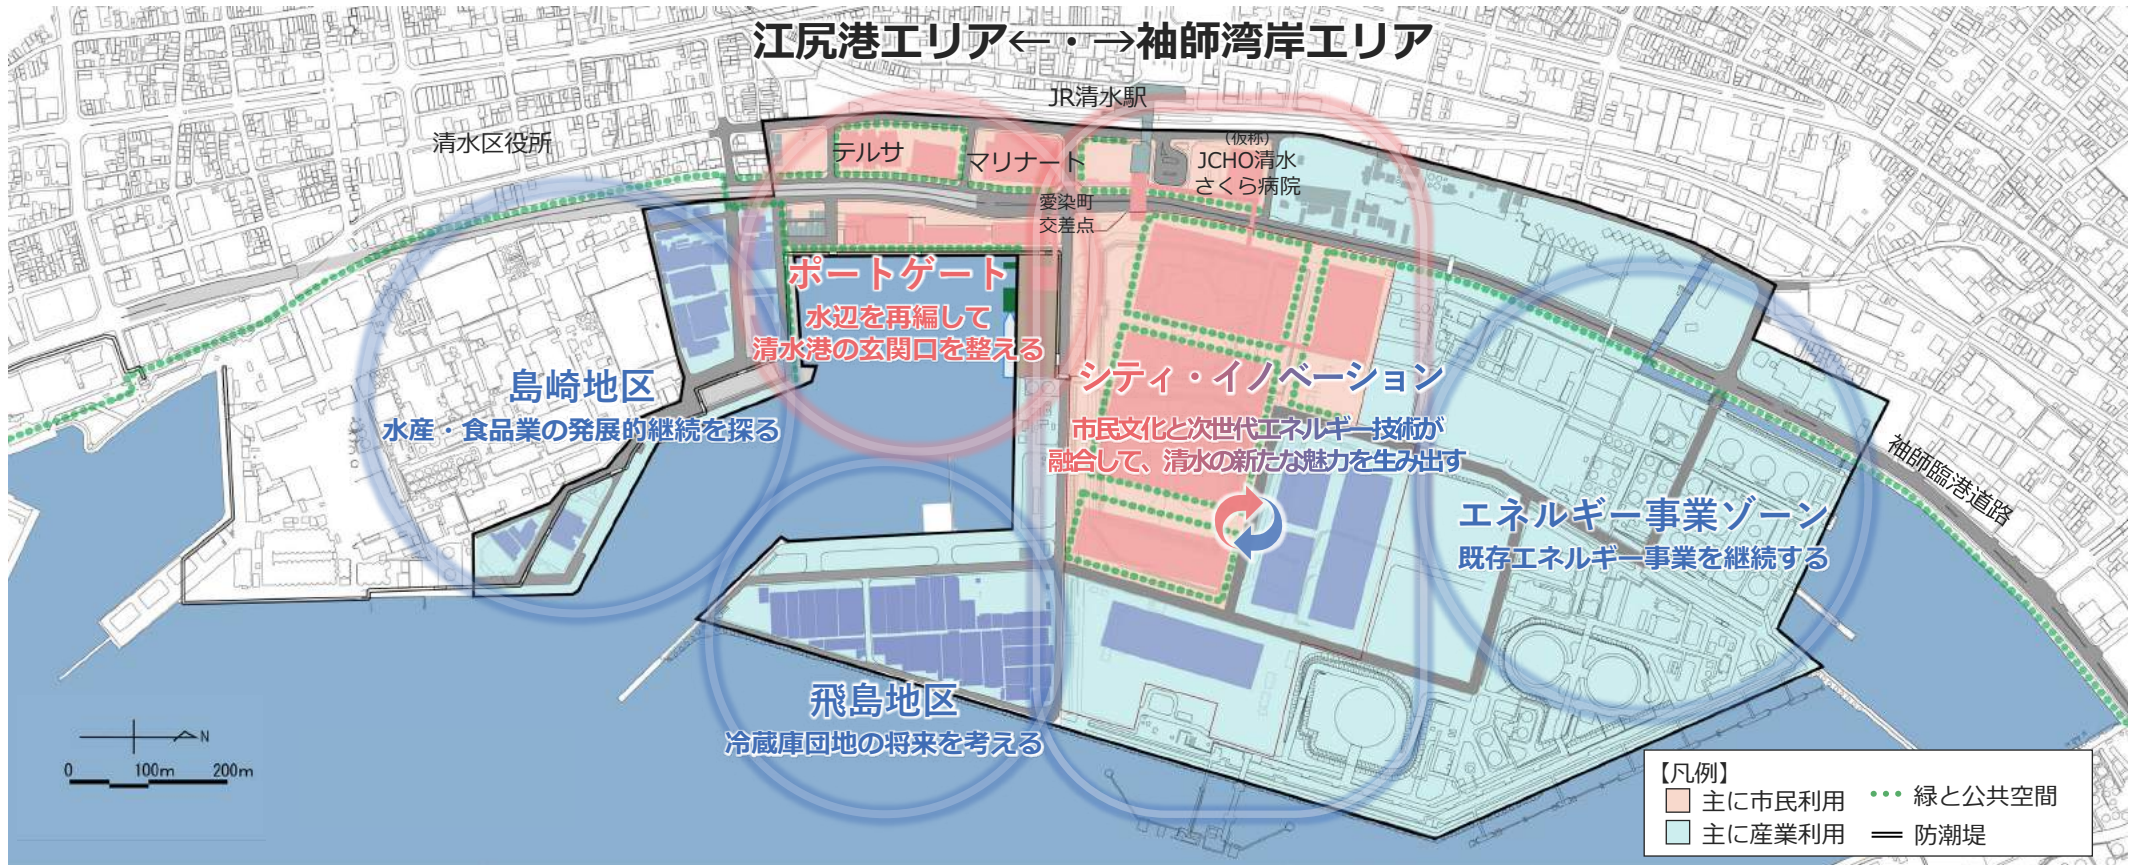 江尻港エリア←・→袖師湾岸エリア
JR清水駅
清水区役所
テルサ
マリナート
(仮称)
JCHO清水
さくら病院
愛染町
交差点
ポートゲート
水辺を再編して
清水港の玄関口を整える
島崎地区
水産・食品業の発展的継続を探る
シティ・イノベーション
市民文化と次世代エネルギー技術が
融合して、清水の新たな魅力を生み出す
袖師臨港道路
エネルギー事業ゾーン
既存エネルギー事業を継続する
飛島地区
冷蔵庫団地の将来を考える
N
0 100m 200m
【凡例】
主に市民利用
緑と公共空間
主に産業利用
防潮堤